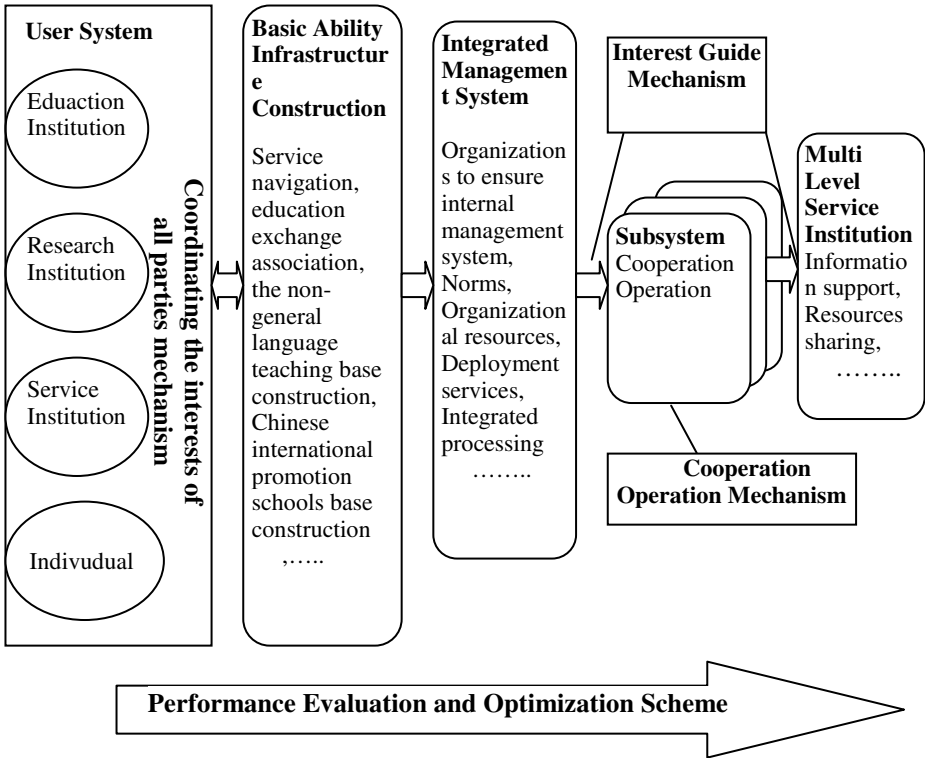 User System
Eduaction
Institution
Research
Institution
Service
Institution
Indivudual
Coordinating the interests of
all parties mechanism
Basic Ability
Infrastructur
e
Construction
Service
navigation,
education
exchange
association,
the non-
general
language
teaching base
construction,
Chinese
international
promotion
schools base
construction
,…..
Integrated
Managemen
t System
Organization
s to ensure
internal
management
system,
Norms,
Organization
al resources,
Deployment
services,
Integrated
processing
……..
Interest Guide
Mechanism
Subsystem
Cooperation
Operation
Cooperation
Operation Mechanism
Multi
Level
Service
Institution
Informatio
n support,
Resources
sharing,
……..
Performance Evaluation and Optimization Scheme